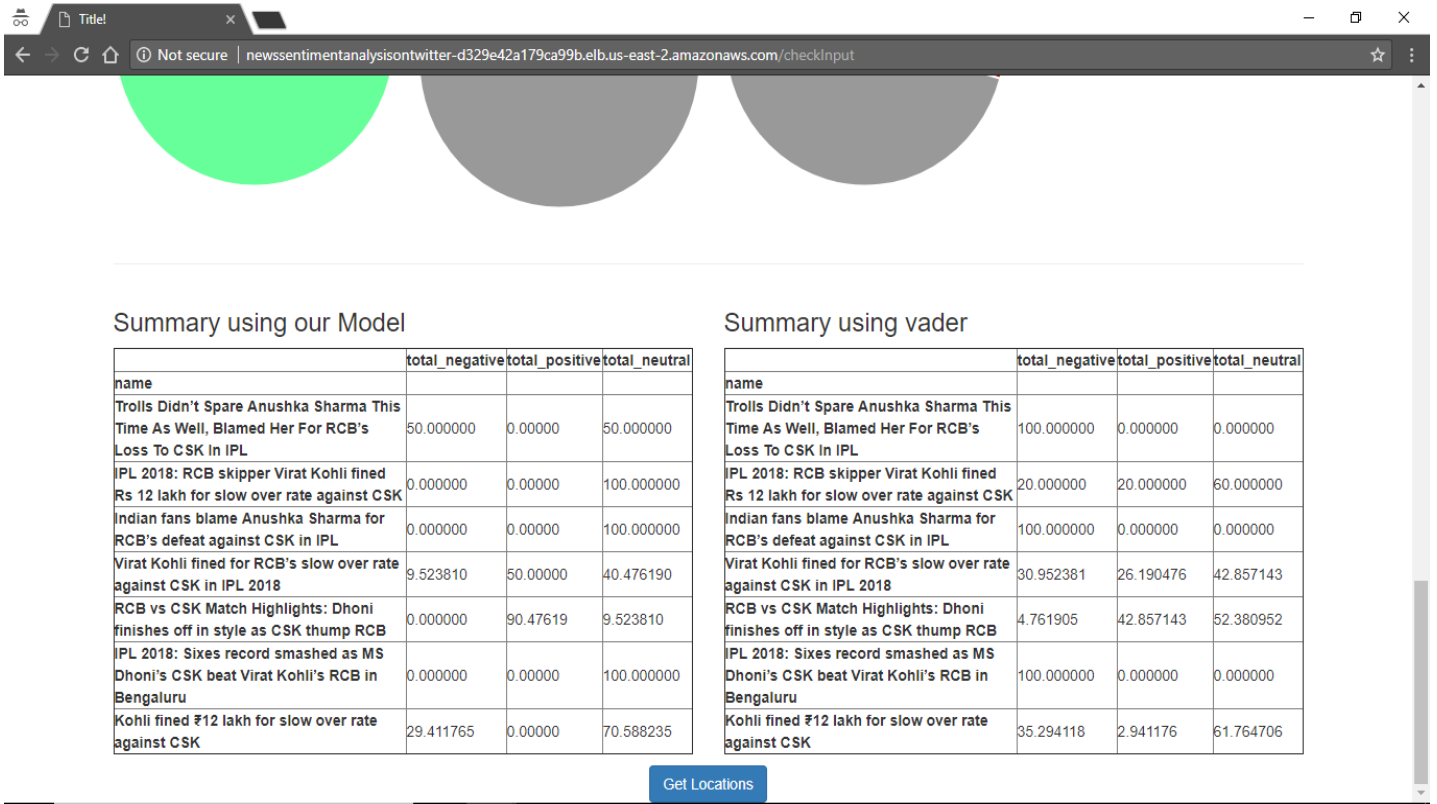 Title!
Not secure | newssentimentanalysisontwitter-d329e42a179ca99b.elb.us-east-2.amazonaws.com/checkInput
Summary using our Model
total_negative total_positive total_neutral
name
Trolls Didn’t Spare Anushka Sharma This
Time As Well, Blamed Her For RCB’s
Loss To CSK In IPL
50.000000 0.00000 50.000000
IPL 2018: RCB skipper Virat Kohli fined
Rs 12 lakh for slow over rate against CSK
0.000000 0.00000 100.000000
Indian fans blame Anushka Sharma for
RCB’s defeat against CSK in IPL
0.000000 0.00000 100.000000
Virat Kohli fined for RCB’s slow over rate
against CSK in IPL 2018
9.523810 50.00000 40.476190
RCB vs CSK Match Highlights: Dhoni
finishes off in style as CSK thump RCB
0.000000 90.47619 9.523810
IPL 2018: Sixes record smashed as MS
Dhoni’s CSK beat Virat Kohli’s RCB in
Bengaluru
0.000000 0.00000 100.000000
Kohli fined ₹12 lakh for slow over rate
against CSK
29.411765 0.00000 70.588235
Summary using vader
total_negative total_positive total_neutral
name
Trolls Didn’t Spare Anushka Sharma This
Time As Well, Blamed Her For RCB’s
Loss To CSK In IPL
100.000000 0.000000 0.000000
IPL 2018: RCB skipper Virat Kohli fined
Rs 12 lakh for slow over rate against CSK
20.000000 20.000000 60.000000
Indian fans blame Anushka Sharma for
RCB’s defeat against CSK in IPL
100.000000 0.000000 0.000000
Virat Kohli fined for RCB’s slow over rate
against CSK in IPL 2018
30.952381 26.190476 42.857143
RCB vs CSK Match Highlights: Dhoni
finishes off in style as CSK thump RCB
4.761905 42.857143 52.380952
IPL 2018: Sixes record smashed as MS
Dhoni’s CSK beat Virat Kohli’s RCB in
Bengaluru
100.000000 0.000000 0.000000
Kohli fined ₹12 lakh for slow over rate
against CSK
35.294118 2.941176 61.764706
Get Locations